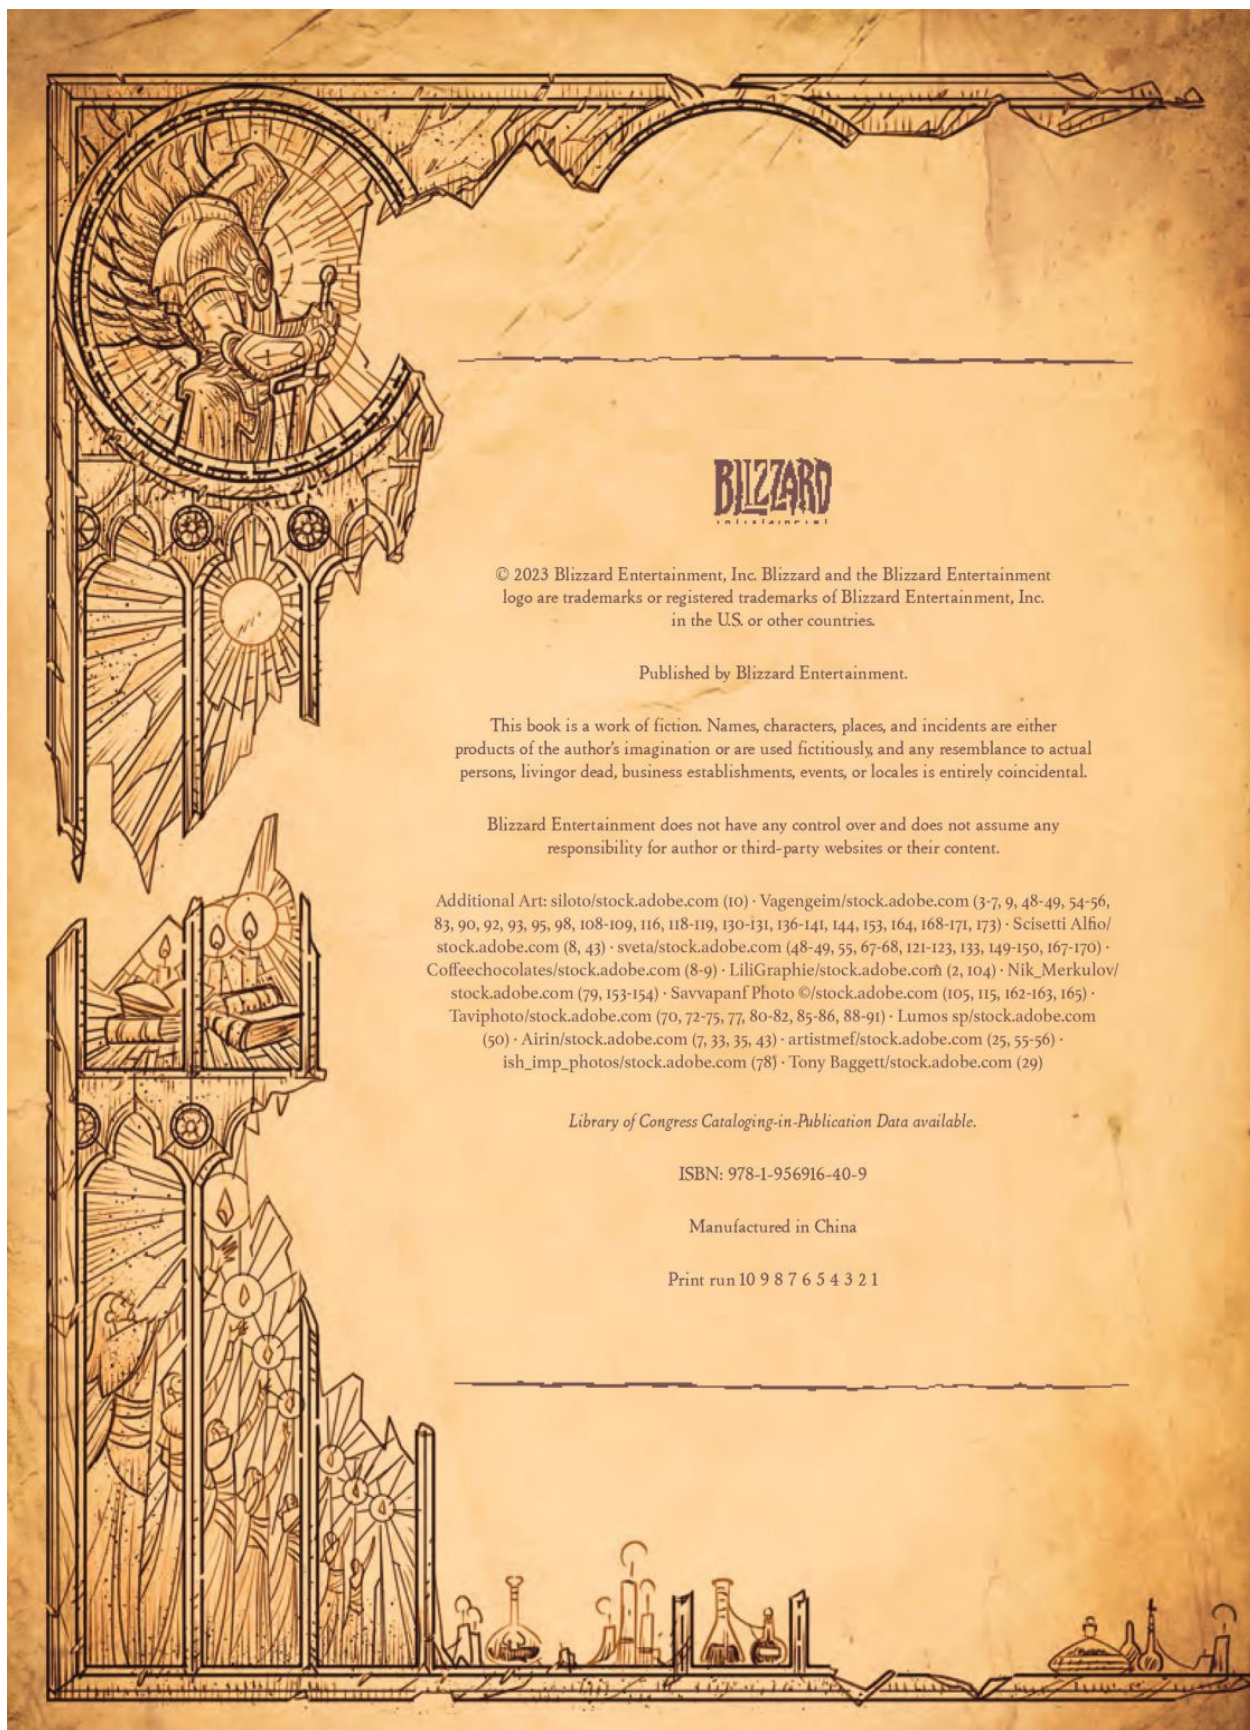 BLIZZARD
ENTERTAINMENT
© 2023 Blizzard Entertainment, Inc. Blizzard and the Blizzard Entertainment
logo are trademarks or registered trademarks of Blizzard Entertainment, Inc.
in the U.S. or other countries.
Published by Blizzard Entertainment.
This book is a work of fiction. Names, characters, places, and incidents are either
products of the author's imagination or are used fictitiously, and any resemblance to actual
persons, livingor dead, business establishments, events, or locales is entirely coincidental.
Blizzard Entertainment does not have any control over and does not assume any
responsibility for author or third-party websites or their content.
Additional Art: siloto/stock.adobe.com (10) · Vagengeim/stock.adobe.com (3-7, 9, 48-49, 54-56,
83, 90, 92, 93, 95, 98, 108-109, 116, 118-119, 130-131, 136-141, 144, 153, 164, 168-171, 173) · Scisetti Alfio/
stock.adobe.com (8, 43) · sveta/stock.adobe.com (48-49, 55, 67-68, 121-123, 133, 149-150, 167-170) ·
Coffeechocolates/stock.adobe.com (8-9) · LiliGraphie/stock.adobe.com (2, 104) · Nik_Merkulov/
stock.adobe.com (79, 153-154) · Savvapanf Photo ©/stock.adobe.com (105, 115, 162-163, 165) ·
Taviphoto/stock.adobe.com (70, 72-75, 77, 80-82, 85-86, 88-91) · Lumos sp/stock.adobe.com
(50) · Airin/stock.adobe.com (7, 33, 35, 43) · artistmef/stock.adobe.com (25, 55-56) ·
ish_imp_photos/stock.adobe.com (78) · Tony Baggett/stock.adobe.com (29)
Library of Congress Cataloging-in-Publication Data available.
ISBN: 978-1-956916-40-9
Manufactured in China
Print run 10 9 8 7 6 5 4 3 2 1